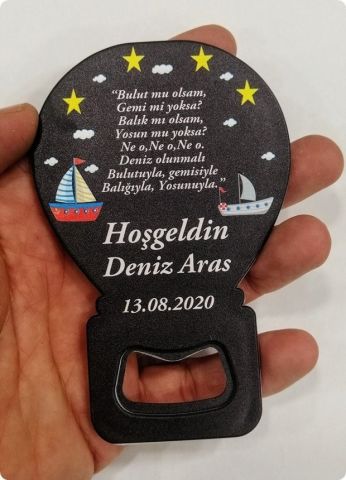 “Bulut mu olsam,
Gemi mi yoksa?
Balık mı olsam,
Yosun mu yoksa?
Ne o,Ne o,Ne o.
Deniz olunmalı
Bulutuyla, gemisiyle
Balığıyla, Yosunuyla.”
Hoşgeldin
Deniz Aras
13.08.2020